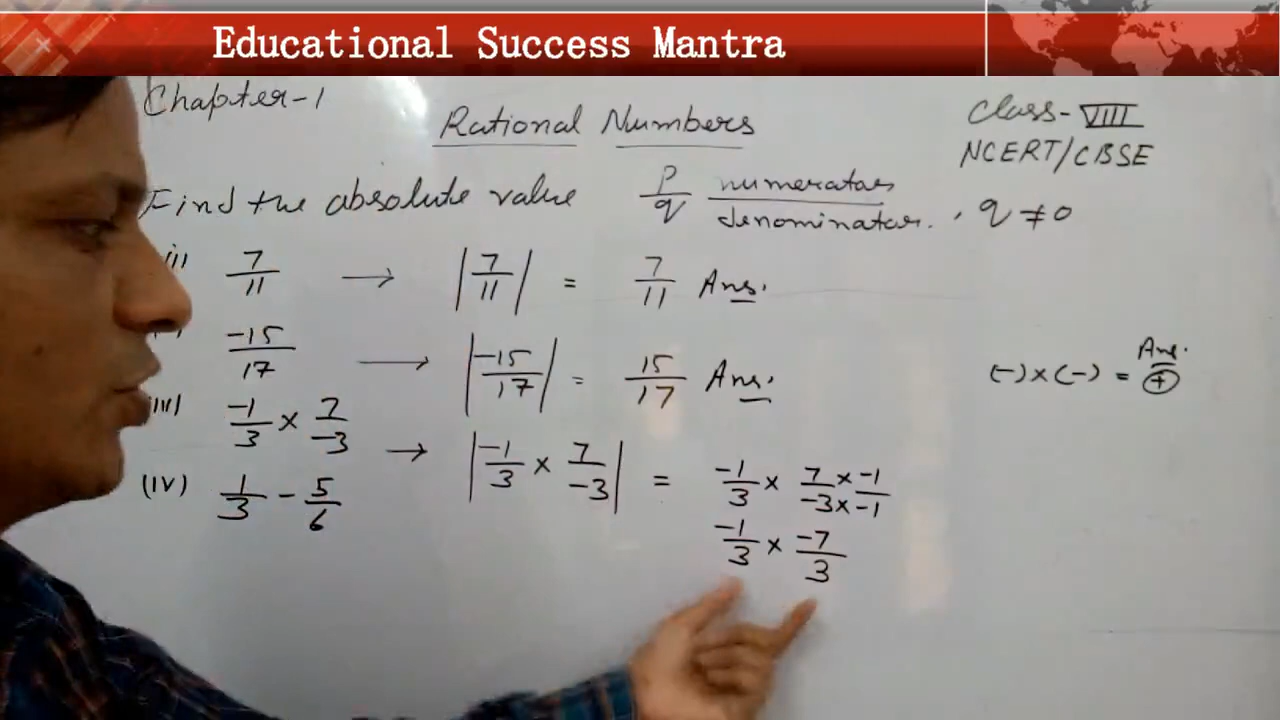 Educational Success Mantra
Chapter-1
Rational Numbers
Class-VIII
NCERT/CBSE
Find the absolute value p/q numerator/denominator, q ≠ 0
7/11 → |7/11| = 7/11 Ans.
-15/17 → |-15/17| = 15/17 Ans.
(-)×(-) = + Ans.
(iii) -1/3 × 7/-3 → |-1/3 × 7/-3| = -1/3 × 7×-1/-3×-1
-1/3 × -7/3
(iv) 1/3 - 5/6